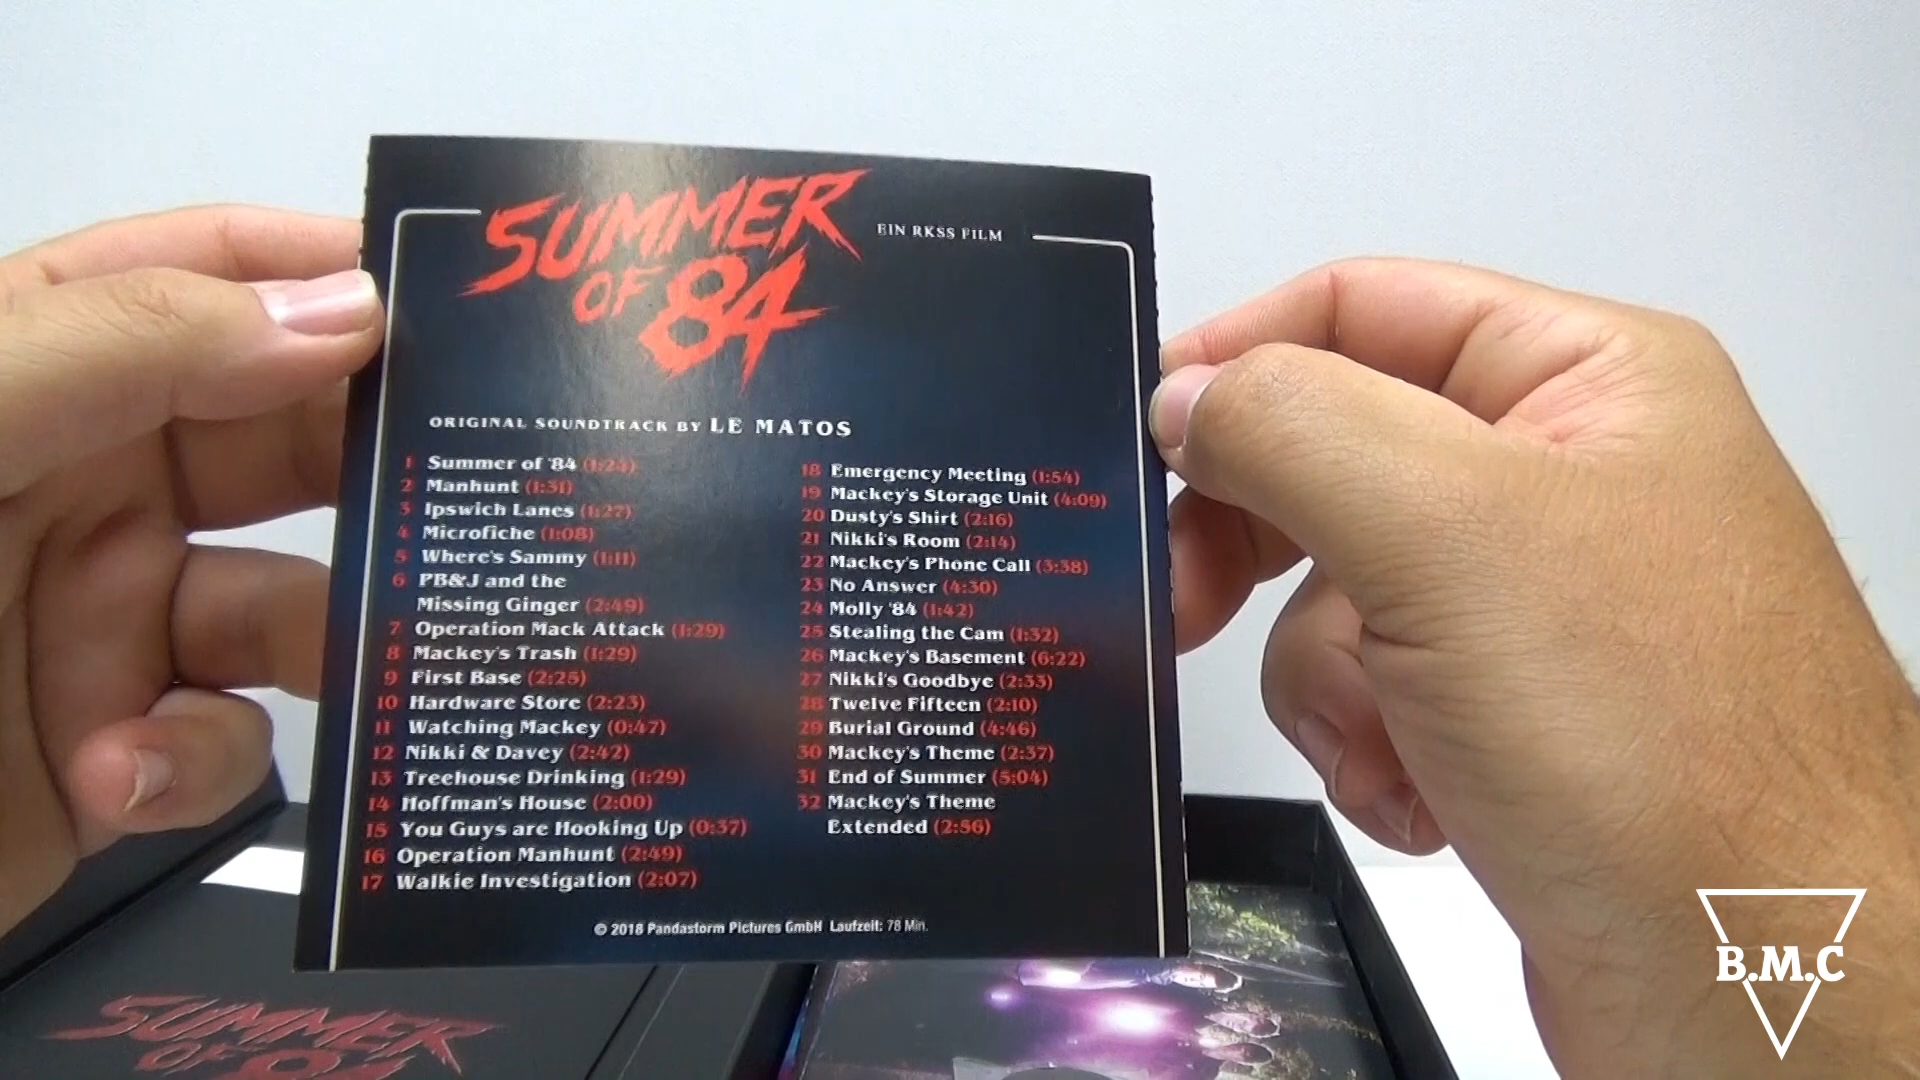 SUMMER
OF 84
EIN RKSS FILM
ORIGINAL SOUNDTRACK BY LE MATOS
1 Summer of '84 (1:24)
2 Manhunt (1:31)
3 Ipswich Lanes (1:27)
4 Microfiche (1:08)
5 Where's Sammy (1:11)
6 PB&J and the
Missing Ginger (2:49)
7 Operation Mack Attack (1:29)
8 Mackey's Trash (1:29)
9 First Base (2:25)
10 Hardware Store (2:23)
11 Watching Mackey (0:47)
12 Nikki & Davey (2:42)
13 Treehouse Drinking (1:29)
14 Hoffman's House (2:00)
15 You Guys are Hooking Up (0:37)
16 Operation Manhunt (2:49)
17 Walkie Investigation (2:07)
18 Emergency Meeting (1:54)
19 Mackey's Storage Unit (4:09)
20 Dusty's Shirt (2:16)
21 Nikki's Room (2:14)
22 Mackey's Phone Call (3:38)
23 No Answer (4:30)
24 Molly '84 (1:42)
25 Stealing the Cam (1:32)
26 Mackey's Basement (6:22)
27 Nikki's Goodbye (2:33)
28 Twelve Fifteen (2:10)
29 Burial Ground (4:46)
30 Mackey's Theme (2:37)
31 End of Summer (5:04)
32 Mackey's Theme
Extended (2:56)
© 2018 Pandastorm Pictures GmbH Laufzeit: 78 Min.
SUMMER
OF 84
B.M.C